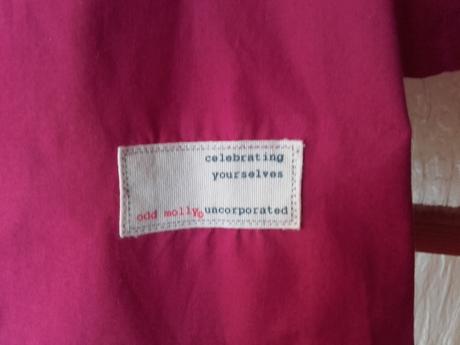 celebrating
yourselves
odd molly© uncorporated